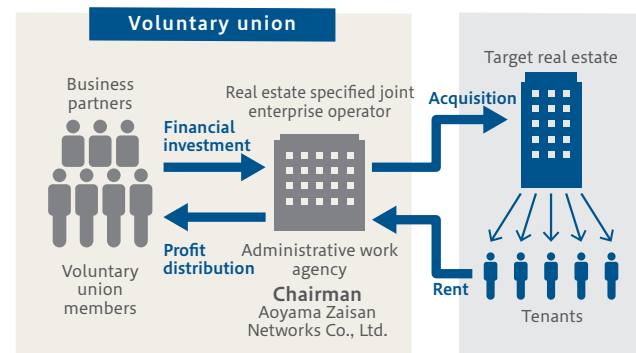 Voluntary union
Business
partners
Financial
investment
Profit
distribution
Voluntary
union
members
Real estate specified joint
enterprise operator
Administrative work
agency
Chairman
Aoyama Zaisan
Networks Co., Ltd.
Acquisition
Rent
Target real estate
Tenants